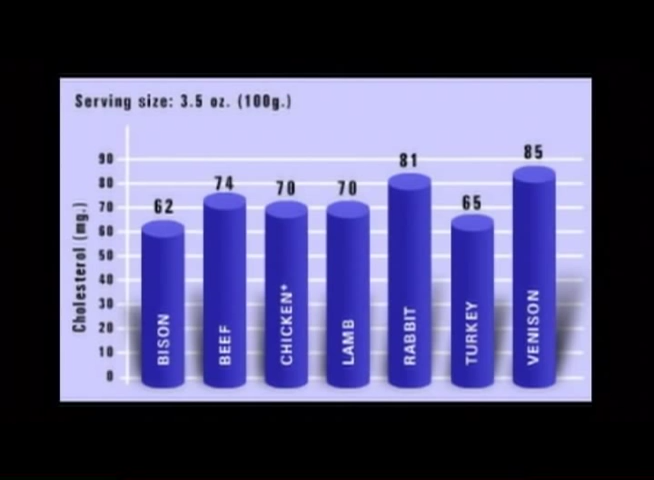 Serving size: 3.5 oz. (100g.)
Cholesterol (mg.)
90
80
70
60
50
40
30
20
10
0
62
74
70
70
81
65
85
BISON
BEEF
CHICKEN*
LAMB
RABBIT
TURKEY
VENISON